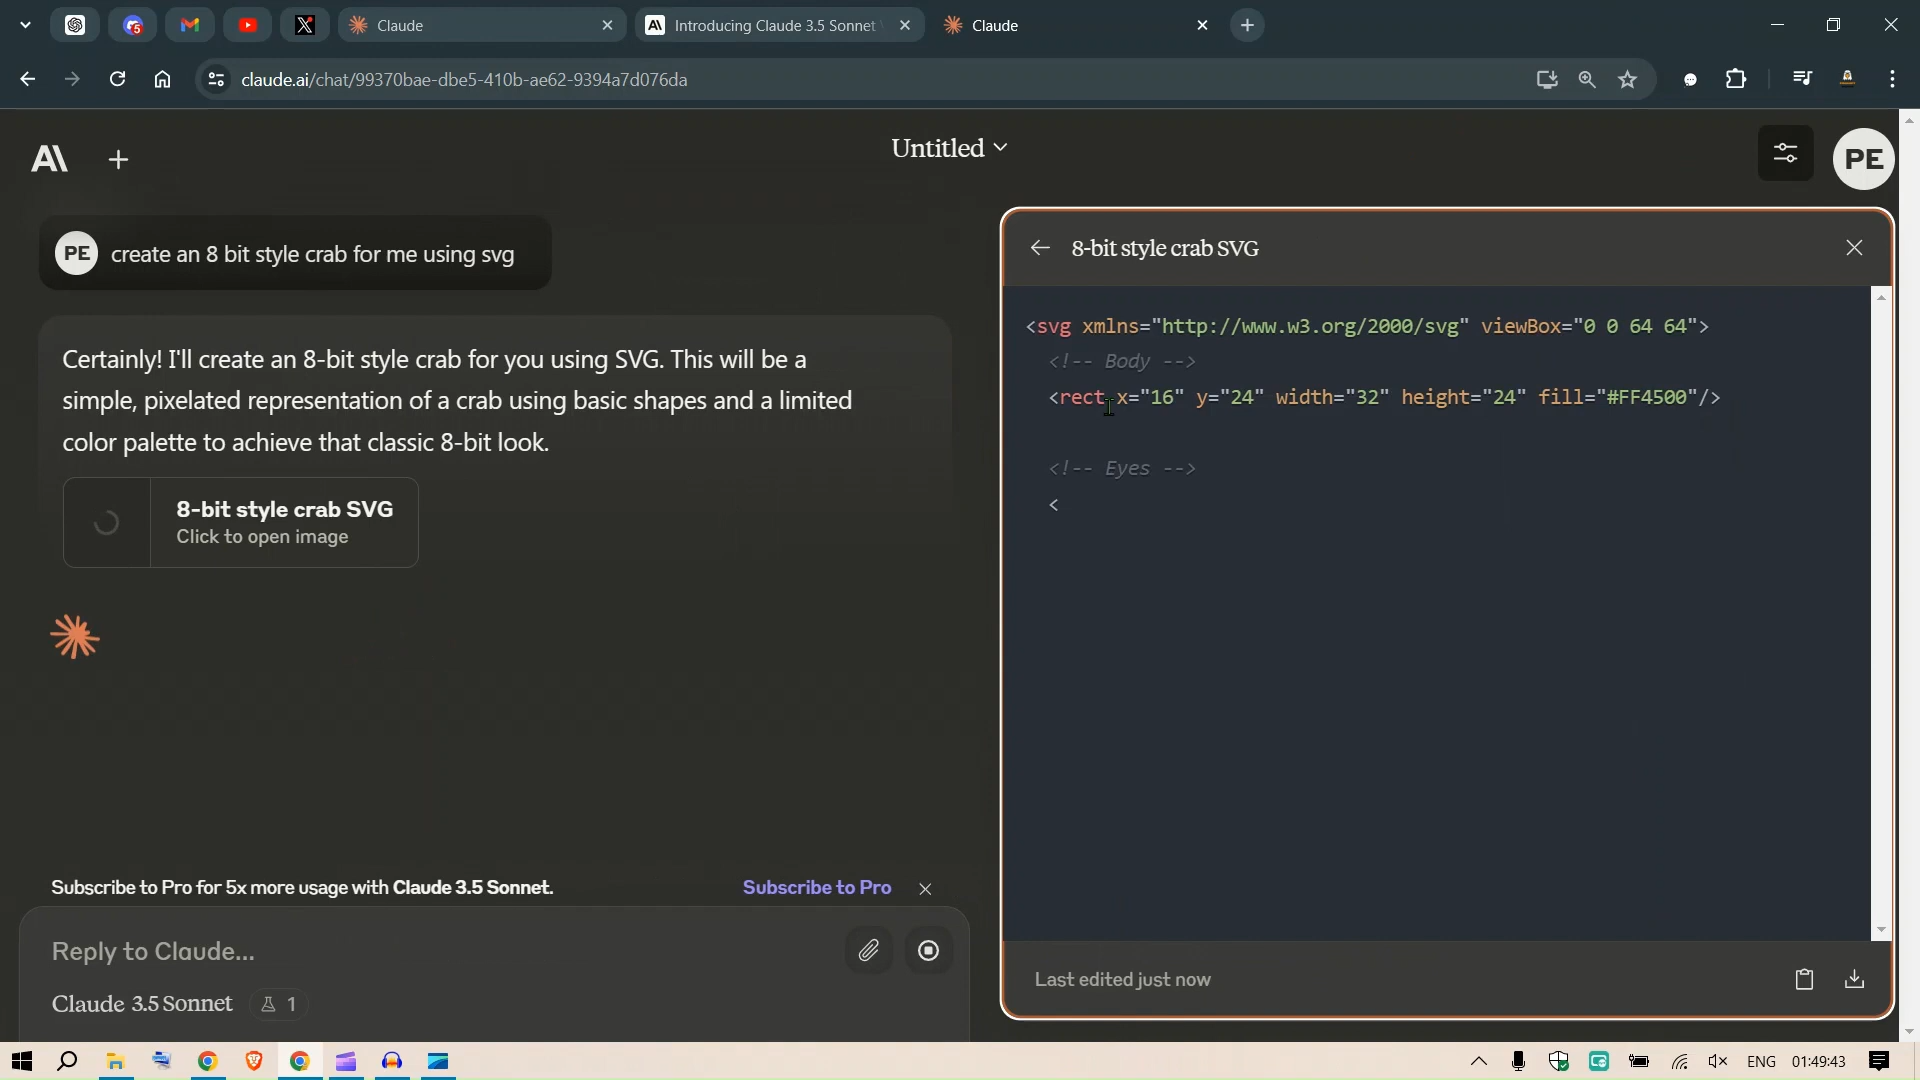 Claude
Introducing Claude 3.5 Sonnet
Claude
claude.ai/chat/99370bae-dbe5-410b-ae62-9394a7d076da
Untitled
PE
PE create an 8 bit style crab for me using svg
Certainly! I'll create an 8-bit style crab for you using SVG. This will be a
simple, pixelated representation of a crab using basic shapes and a limited
color palette to achieve that classic 8-bit look.
8-bit style crab SVG
Click to open image
Subscribe to Pro for 5x more usage with Claude 3.5 Sonnet.
Subscribe to Pro
Reply to Claude...
Claude 3.5 Sonnet
1
8-bit style crab SVG
<svg xmlns="http://www.w3.org/2000/svg" viewBox="0 0 64 64">
<!-- Body -->
<rect x="16" y="24" width="32" height="24" fill="#FF4500"/>
<!-- Eyes -->
<
Last edited just now
ENG
01:49:43